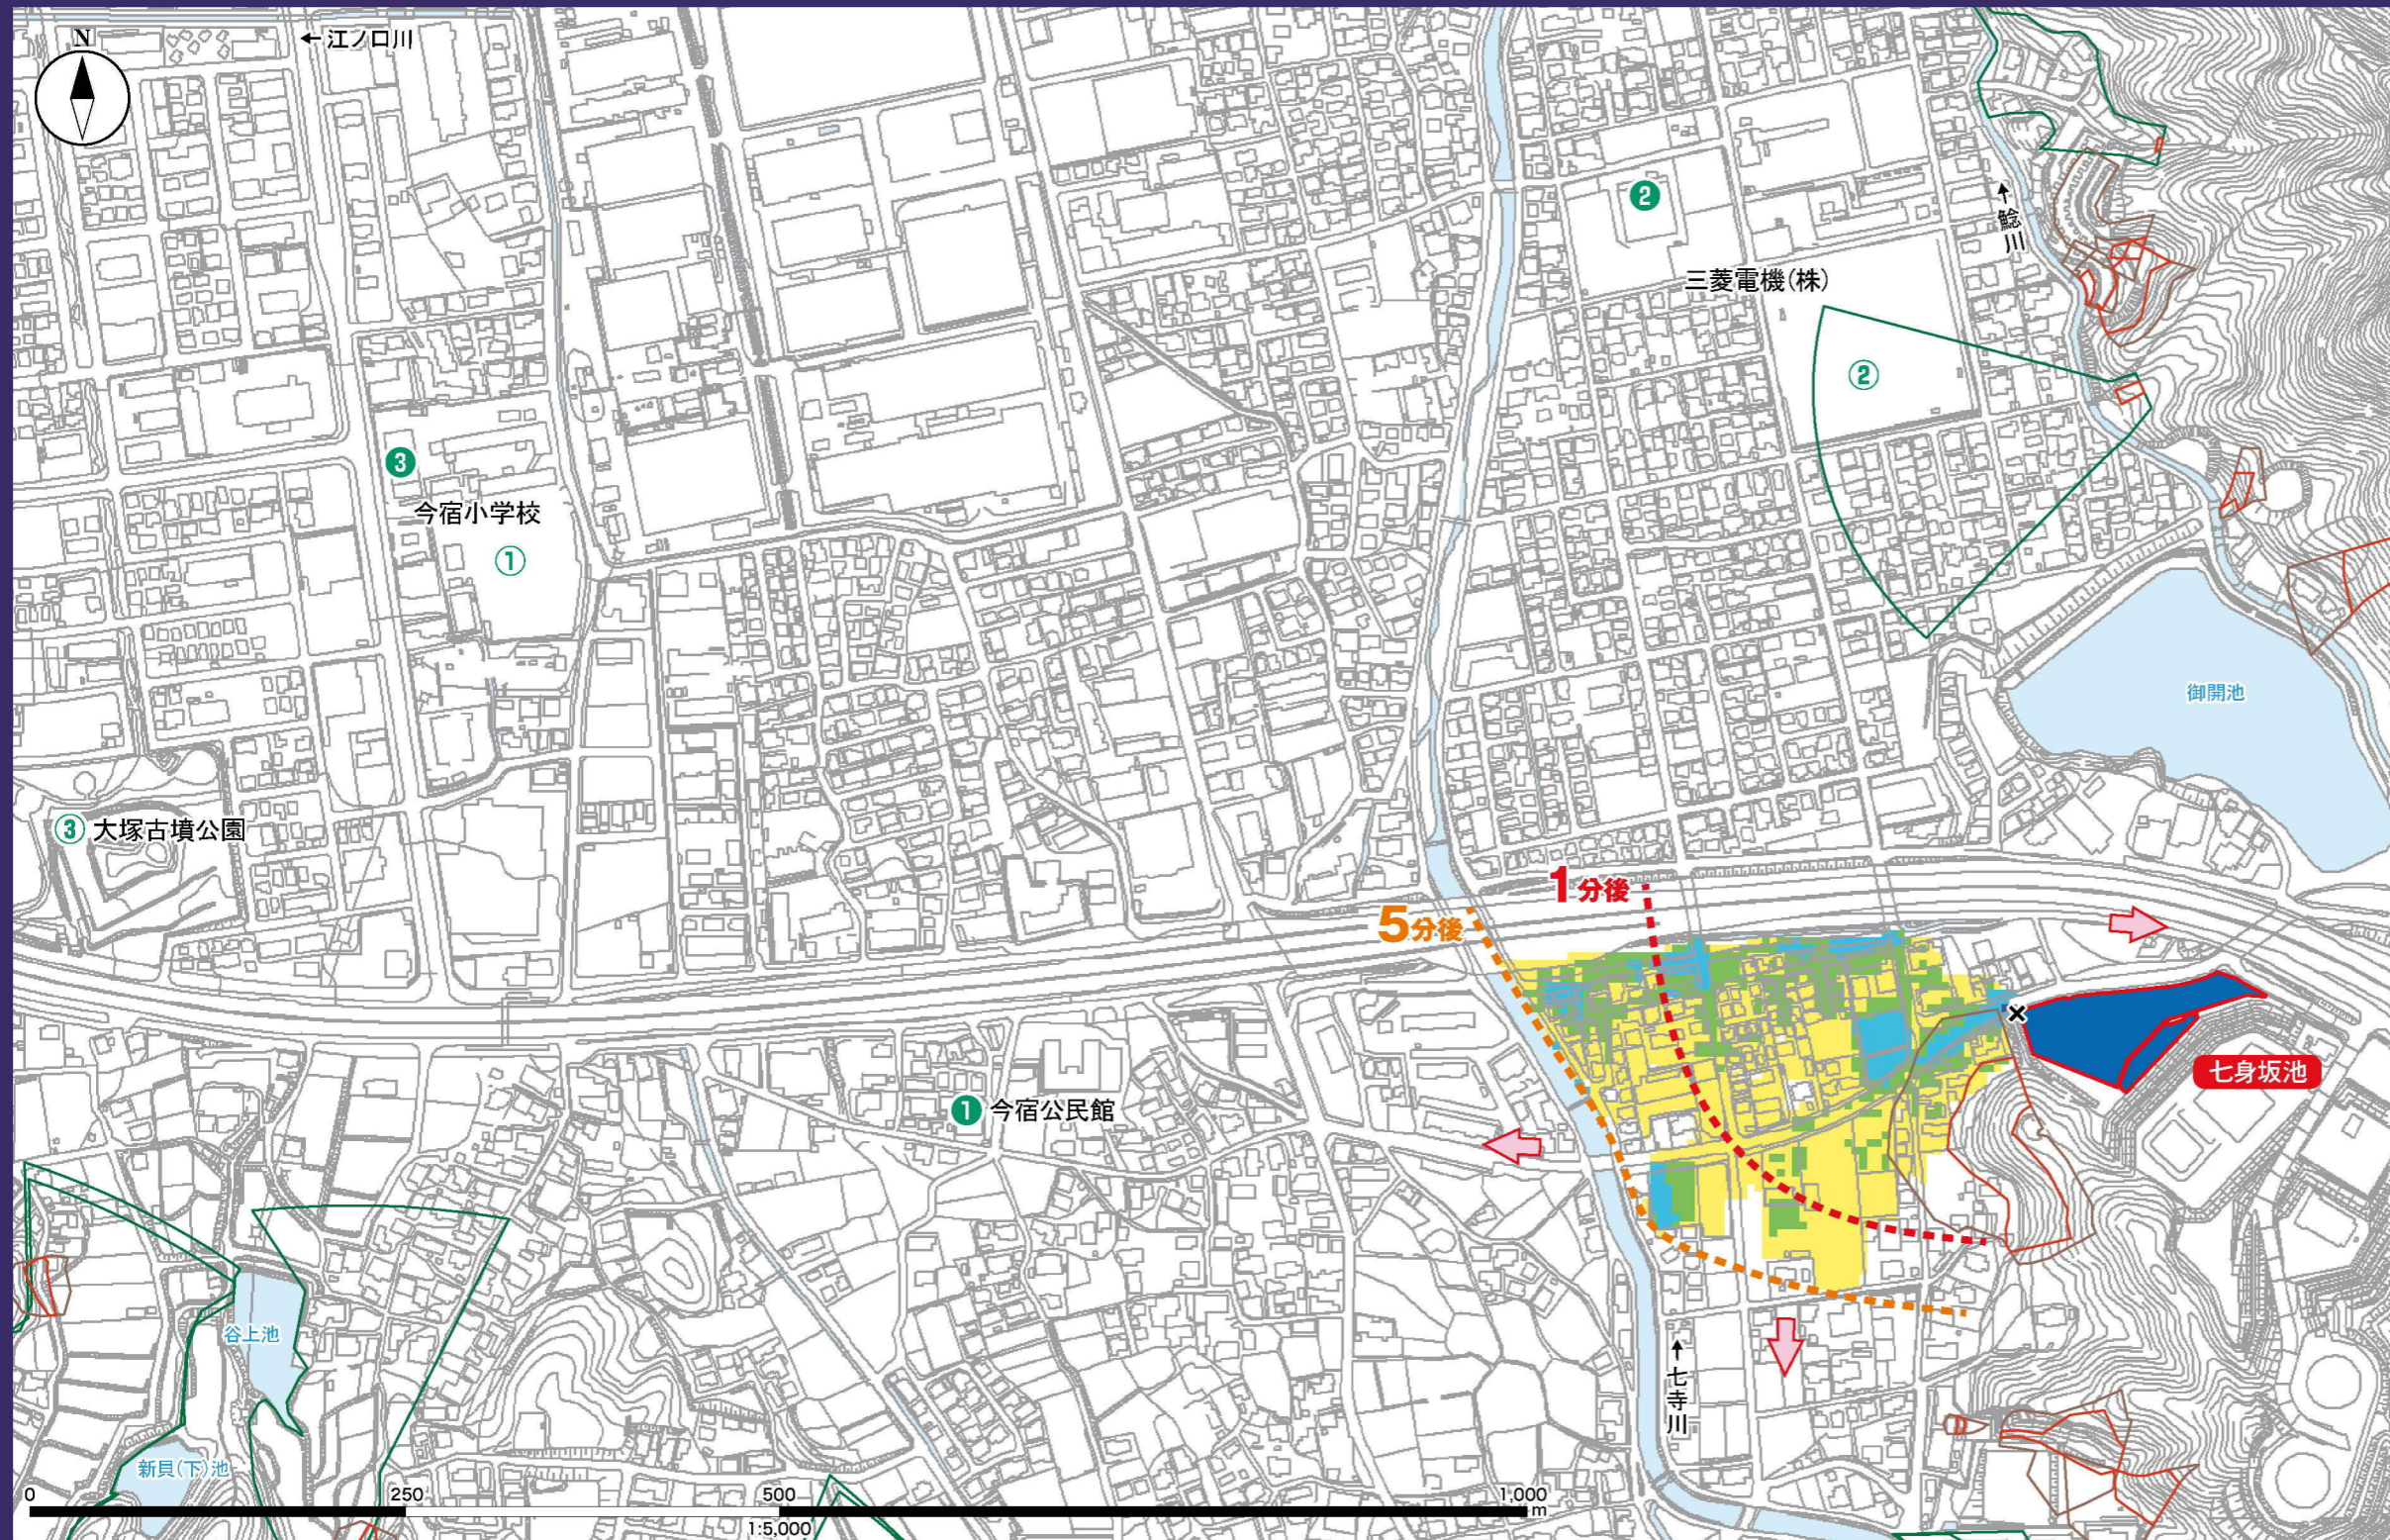 N
←江ノ口川
②
↑鯰川
三菱電機(株)
②
③
今宿小学校
①
御開池
③ 大塚古墳公園
1分後
5分後
七身坂池
① 今宿公民館
谷上池
↑七寺川
新貝(下)池
0 250 500 1,000
m
1:5,000